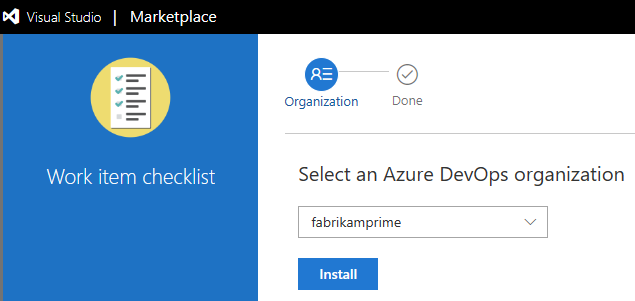 Visual Studio | Marketplace
Organization
Done
Work item checklist
Select an Azure DevOps organization
fabrikamprime
Install